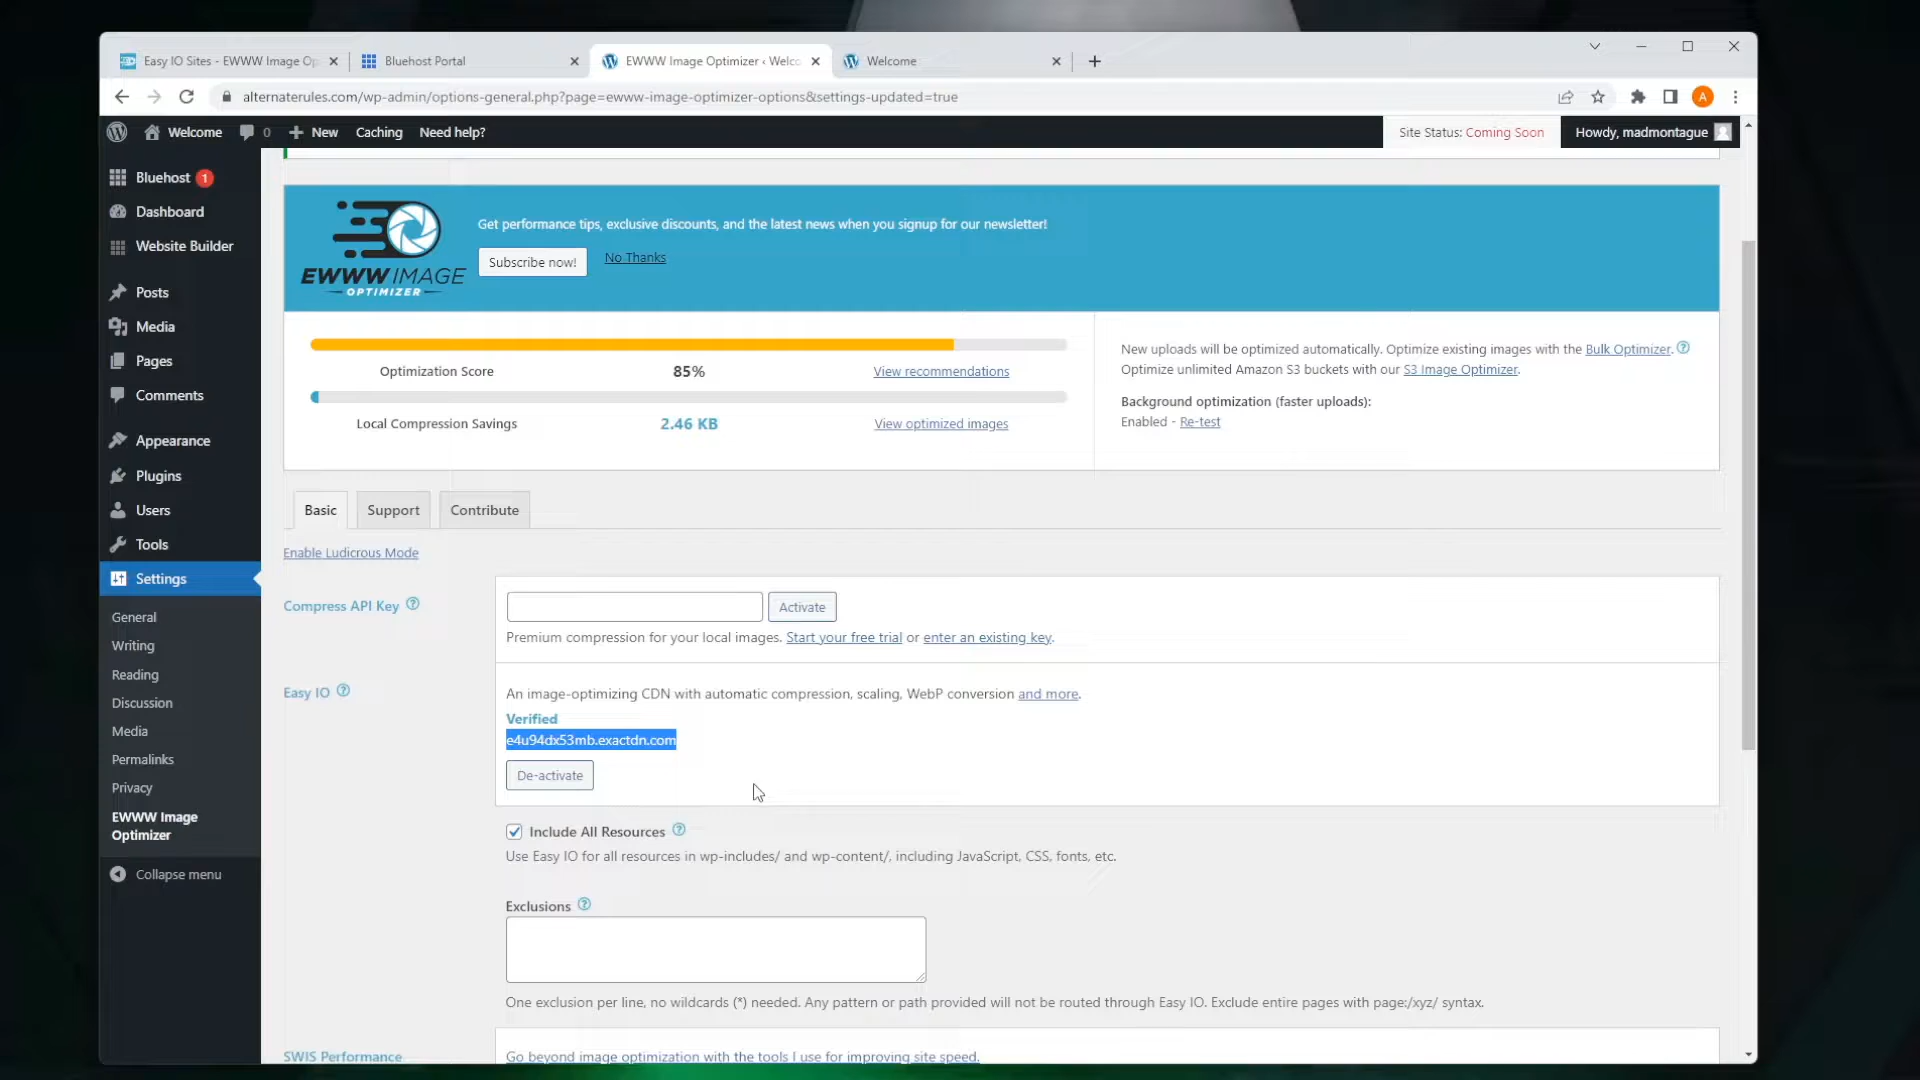 Easy IO Sites - EWWW Image Op
Bluehost Portal
EWWW Image Optimizer ‹ Welco
Welcome
alternaterules.com/wp-admin/options-general.php?page=ewww-image-optimizer-options&settings-updated=true
A
Welcome
0
New
Caching
Need help?
Site Status: Coming Soon
Howdy, madmontague
Bluehost 1
Dashboard
Website Builder
Posts
Media
Pages
Comments
Appearance
Plugins
Users
Tools
Settings
General
Writing
Reading
Discussion
Media
Permalinks
Privacy
EWWW Image
Optimizer
Collapse menu
EWWW IMAGE
OPTIMIZER
Get performance tips, exclusive discounts, and the latest news when you signup for our newsletter!
Subscribe now!
No Thanks
Optimization Score
85%
View recommendations
Local Compression Savings
2.46 KB
View optimized images
New uploads will be optimized automatically. Optimize existing images with the Bulk Optimizer.
Optimize unlimited Amazon S3 buckets with our S3 Image Optimizer.
Background optimization (faster uploads):
Enabled - Re-test
Basic
Support
Contribute
Enable Ludicrous Mode
Compress API Key
Activate
Premium compression for your local images. Start your free trial or enter an existing key.
Easy IO
An image-optimizing CDN with automatic compression, scaling, WebP conversion and more.
Verified
e4u94dx53mb.exactdn.com
De-activate
Include All Resources
Use Easy IO for all resources in wp-includes/ and wp-content/, including JavaScript, CSS, fonts, etc.
Exclusions
One exclusion per line, no wildcards (*) needed. Any pattern or path provided will not be routed through Easy IO. Exclude entire pages with page:/xyz/ syntax.
SWIS Performance
Go beyond image optimization with the tools I use for improving site speed.